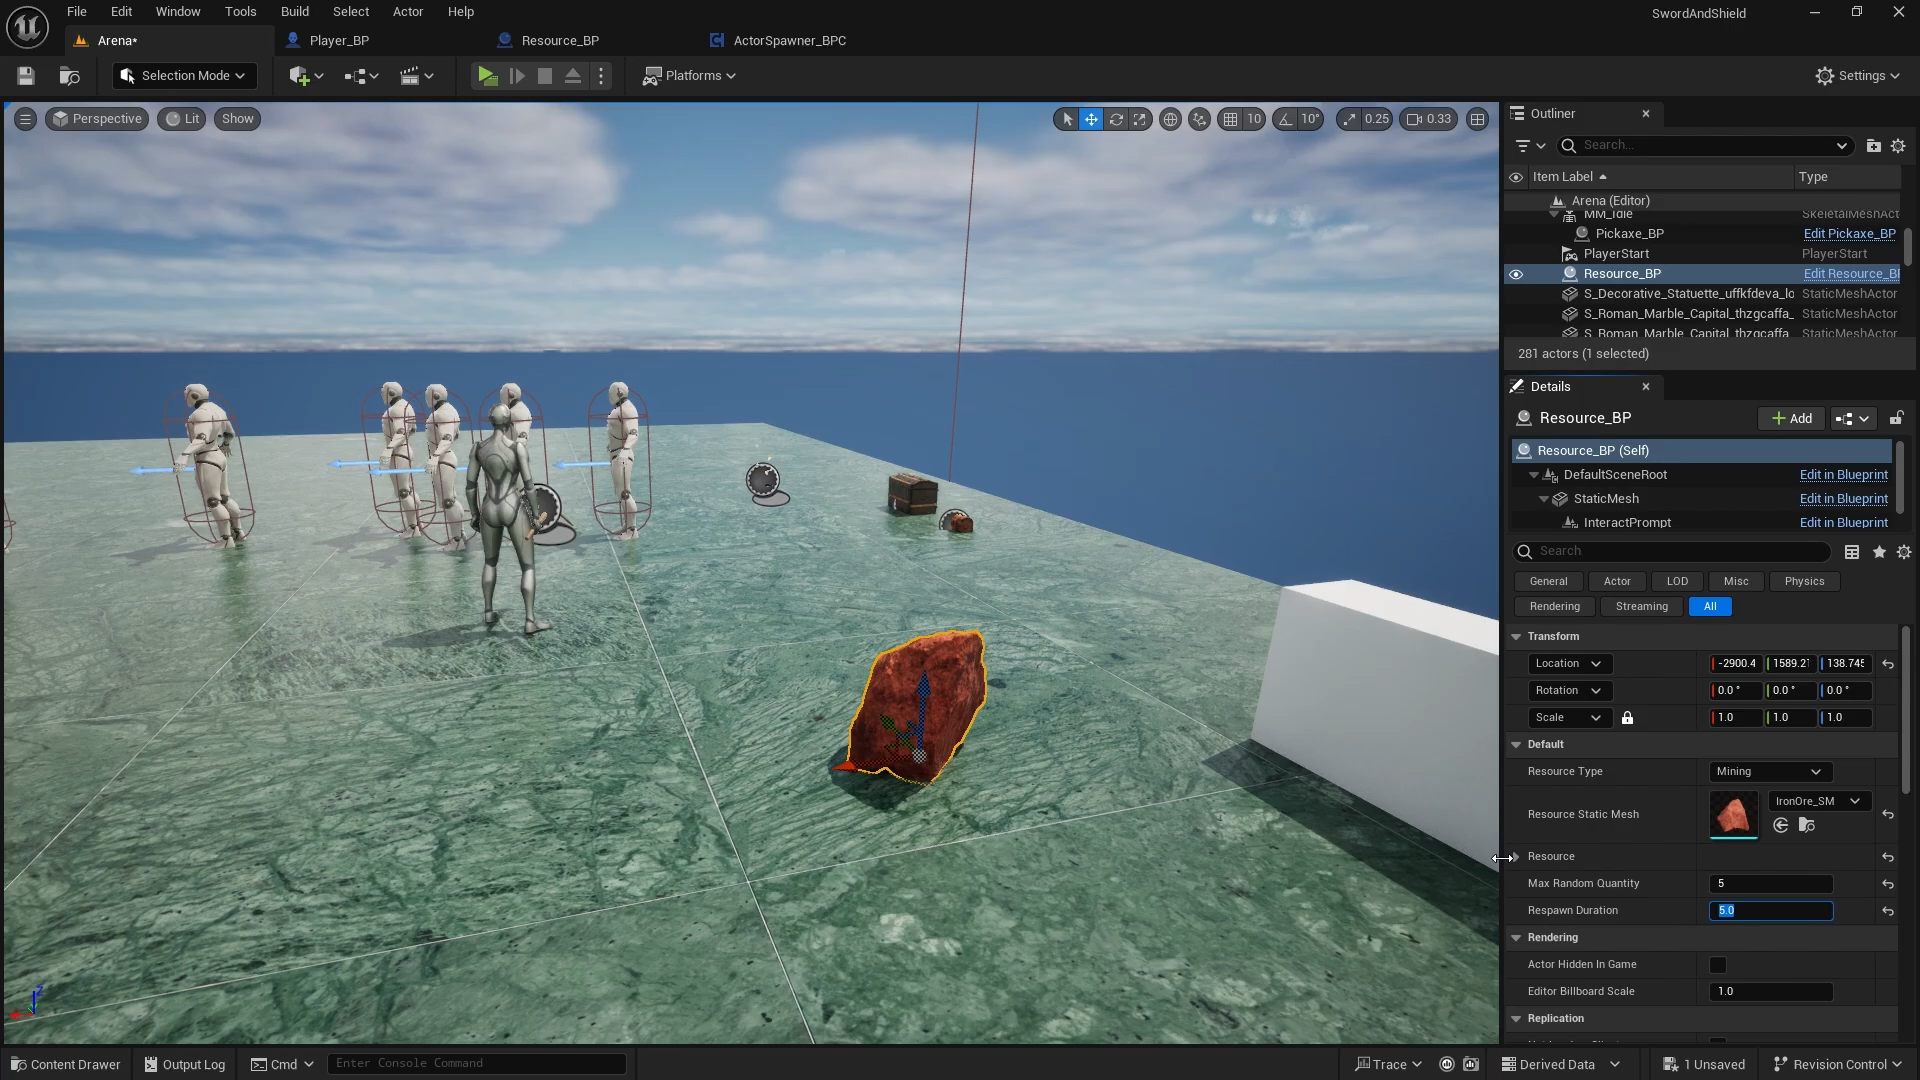 File Edit Window Tools Build Select Actor Help
SwordAndShield
Arena*
Player_BP
Resource_BP
ActorSpawner_BPC
Selection Mode
Platforms
Settings
Perspective
Lit
Show
10
10°
0.25
0.33
Outliner
Search...
Item Label
Type
Arena (Editor)
MM_Idle
SkeletalMeshAct
Pickaxe_BP
Edit Pickaxe_BP
PlayerStart
PlayerStart
Resource_BP
Edit Resource_BP
S_Decorative_Statuette_uffkfdeva_lo
StaticMeshActor
S_Roman_Marble_Capital_thzgcaffa_
StaticMeshActor
S_Roman_Marble_Capital_thzgcaffa
StaticMeshActor
281 actors (1 selected)
Details
Resource_BP
Add
Resource_BP (Self)
DefaultSceneRoot
Edit in Blueprint
StaticMesh
Edit in Blueprint
InteractPrompt
Edit in Blueprint
Search
General
Actor
LOD
Misc
Physics
Rendering
Streaming
All
Transform
Location
-2900.4
1589.21
138.745
Rotation
0.0 °
0.0 °
0.0 °
Scale
1.0
1.0
1.0
Default
Resource Type
Mining
Resource Static Mesh
IronOre_SM
Resource
Max Random Quantity
5
Respawn Duration
5.0
Rendering
Actor Hidden In Game
Editor Billboard Scale
1.0
Replication
Content Drawer
Output Log
Cmd
Enter Console Command
Trace
Derived Data
1 Unsaved
Revision Control